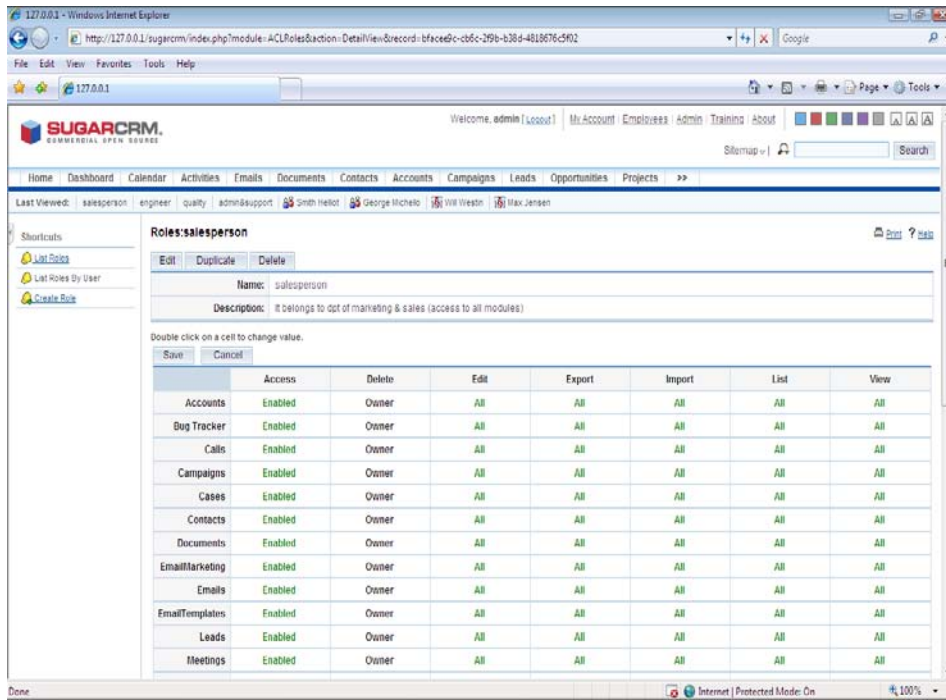 127.0.0.1 - Windows Internet Explorer
http://127.0.0.1/sugarcrm/index.php?module=ACLRoles&action=DetailView&record=bfacee9c-cb6c-2f9b-b38d-4818676c5f02
Google
File Edit View Favorites Tools Help
127.0.0.1
Page Tools
SUGARCRM.
COMMERCIAL OPEN SOURCE
Welcome, admin [ Logout ] My Account Employees Admin Training About A A A
Sitemap Search
Home Dashboard Calendar Activities Emails Documents Contacts Accounts Campaigns Leads Opportunities Projects >>
Last Viewed: salesperson engineer quality admin&support Smith Hellot George Michelo Will Westin Max Jensen
Shortcuts
List Roles
List Roles By User
Create Role
Roles:salesperson
Print ? Help
Edit Duplicate Delete
Name: salesperson
Description: It belongs to dpt of marketing & sales (access to all modules)
Double click on a cell to change value.
Save Cancel
Access Delete Edit Export Import List View
Accounts Enabled Owner All All All All All
Bug Tracker Enabled Owner All All All All All
Calls Enabled Owner All All All All All
Campaigns Enabled Owner All All All All All
Cases Enabled Owner All All All All All
Contacts Enabled Owner All All All All All
Documents Enabled Owner All All All All All
EmailMarketing Enabled Owner All All All All All
Emails Enabled Owner All All All All All
EmailTemplates Enabled Owner All All All All All
Leads Enabled Owner All All All All All
Meetings Enabled Owner All All All All All
Done
Internet | Protected Mode: On
100%